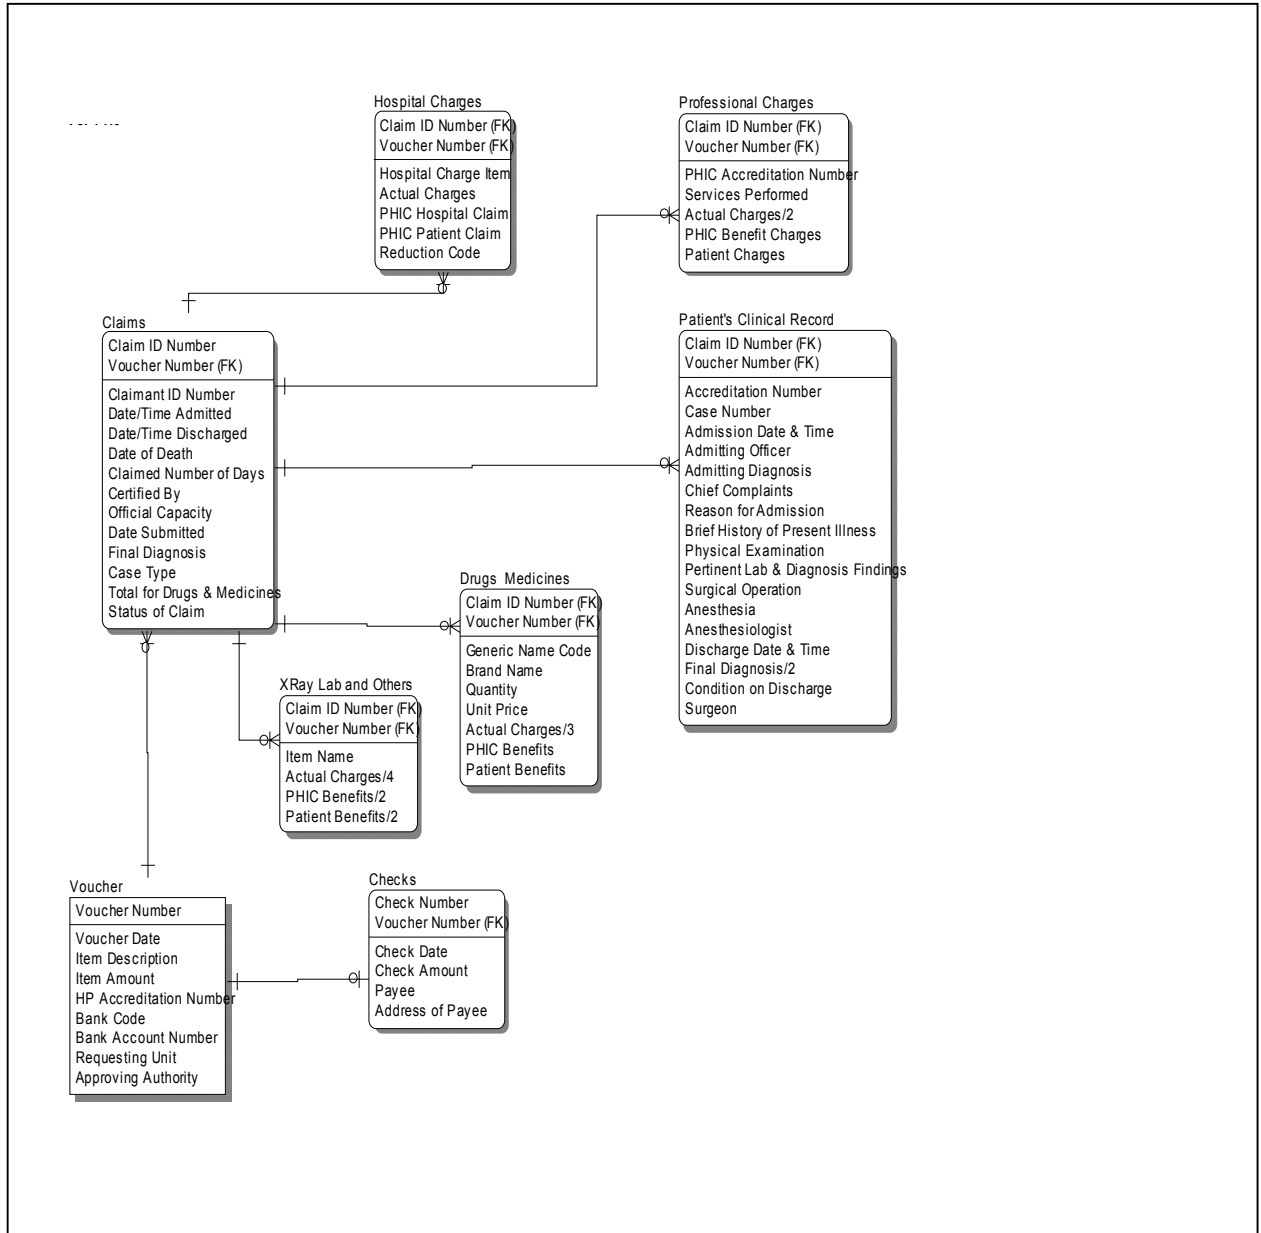 Hospital Charges
Claim ID Number (FK)
Voucher Number (FK)
Hospital Charge Item
Actual Charges
PHIC Hospital Claim
PHIC Patient Claim
Reduction Code
Professional Charges
Claim ID Number (FK)
Voucher Number (FK)
PHIC Accreditation Number
Services Performed
Actual Charges/2
PHIC Benefit Charges
Patient Charges
Claims
Claim ID Number
Voucher Number (FK)
Claimant ID Number
Date/Time Admitted
Date/Time Discharged
Date of Death
Claimed Number of Days
Certified By
Official Capacity
Date Submitted
Final Diagnosis
Case Type
Total for Drugs & Medicines
Status of Claim
Patient's Clinical Record
Claim ID Number (FK)
Voucher Number (FK)
Accreditation Number
Case Number
Admission Date & Time
Admitting Officer
Admitting Diagnosis
Chief Complaints
Reason for Admission
Brief History of Present Illness
Physical Examination
Pertinent Lab & Diagnosis Findings
Surgical Operation
Anesthesia
Anesthesiologist
Discharge Date & Time
Final Diagnosis/2
Condition on Discharge
Surgeon
Drugs Medicines
Claim ID Number (FK)
Voucher Number (FK)
Generic Name Code
Brand Name
Quantity
Unit Price
Actual Charges/3
PHIC Benefits
Patient Benefits
XRay Lab and Others
Claim ID Number (FK)
Voucher Number (FK)
Item Name
Actual Charges/4
PHIC Benefits/2
Patient Benefits/2
Voucher
Voucher Number
Voucher Date
Item Description
Item Amount
HP Accreditation Number
Bank Code
Bank Account Number
Requesting Unit
Approving Authority
Checks
Check Number
Voucher Number (FK)
Check Date
Check Amount
Payee
Address of Payee